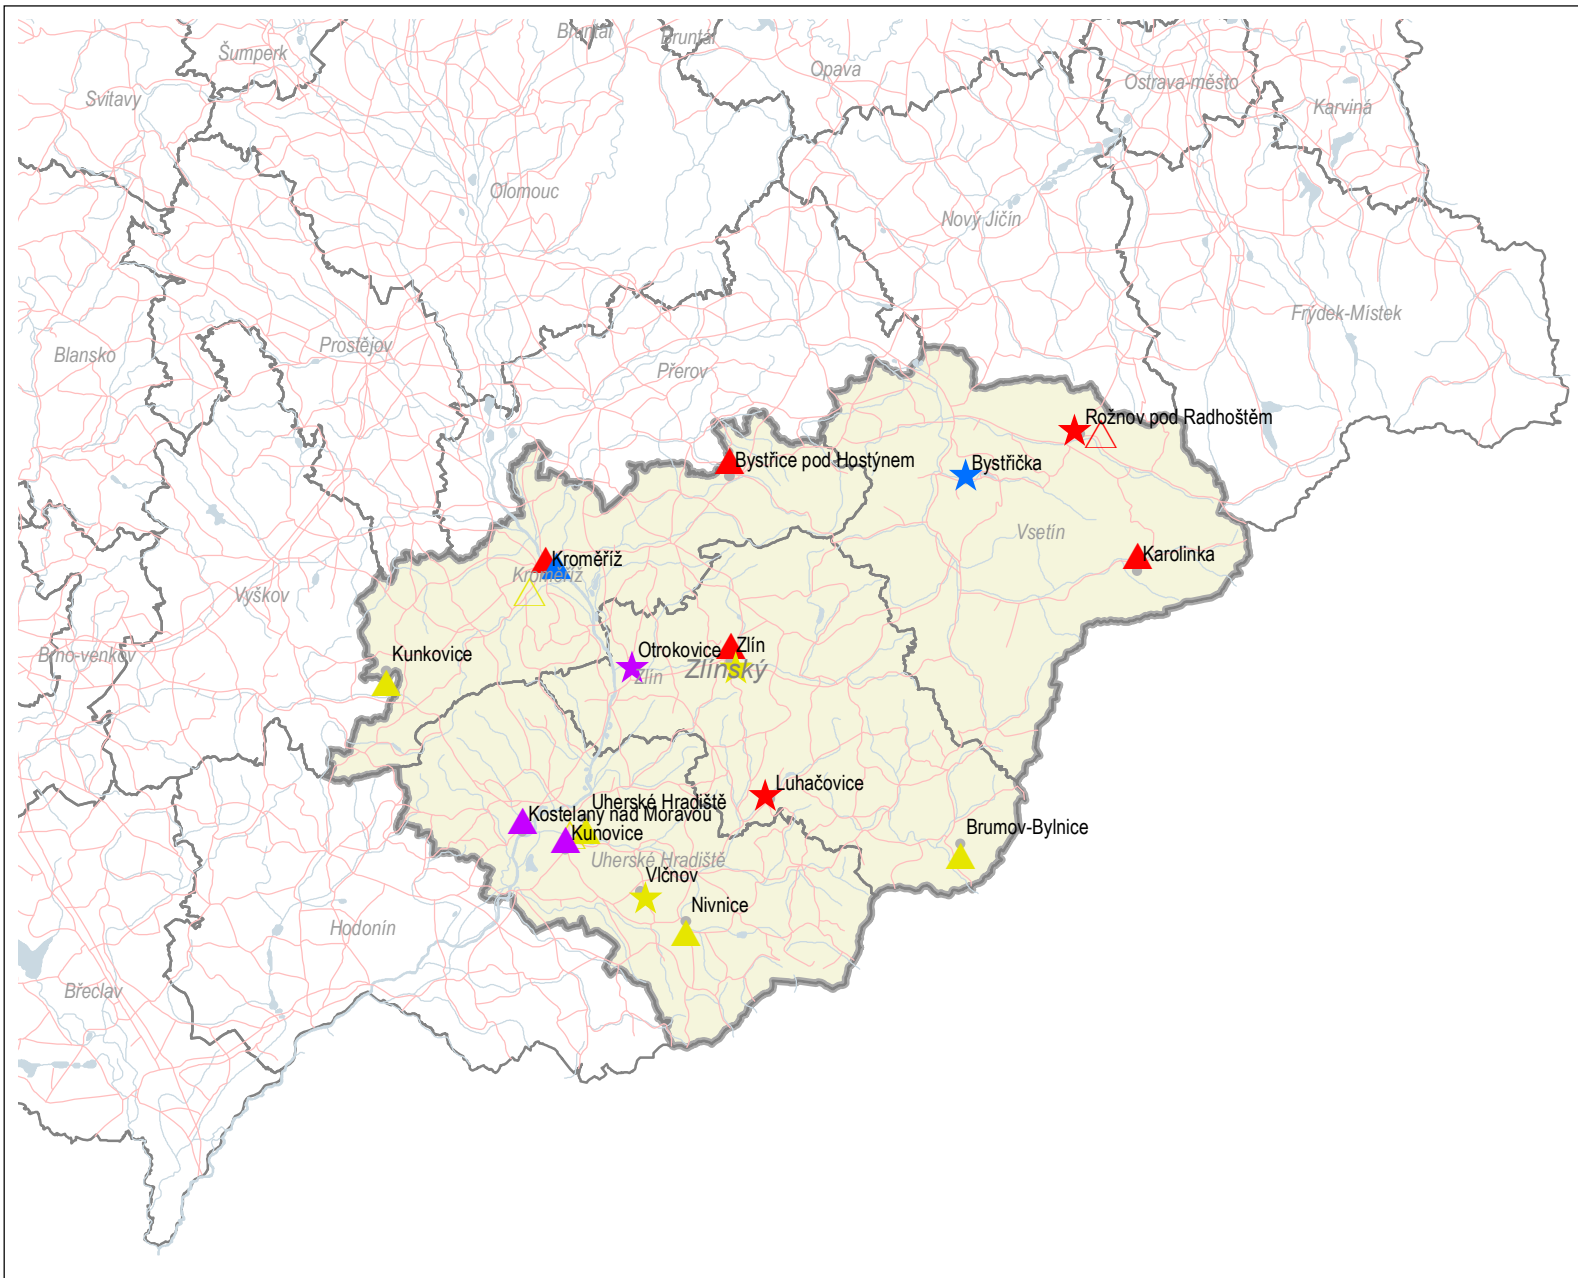 Bruntál
Bruntál
Šumperk
Opava
Ostrava-město
Svitavy
Karviná
Olomouc
Nový Jičín
Frýdek-Místek
Blansko
Prostějov
Přerov
Rožnov pod Radhoštěm
Bystřice pod Hostýnem
Bystřička
Vsetín
Kroměříž
Karolinka
Kroměříž
Vyškov
Brno-venkov
Kunkovice
Otrokovice
Zlín
Zlínský
Zlín
Luhačovice
Uherské Hradiště
Kostelany nad Moravou
Kunovice
Brumov-Bylnice
Uherské Hradiště
Vlčnov
Nivnice
Hodonín
Břeclav